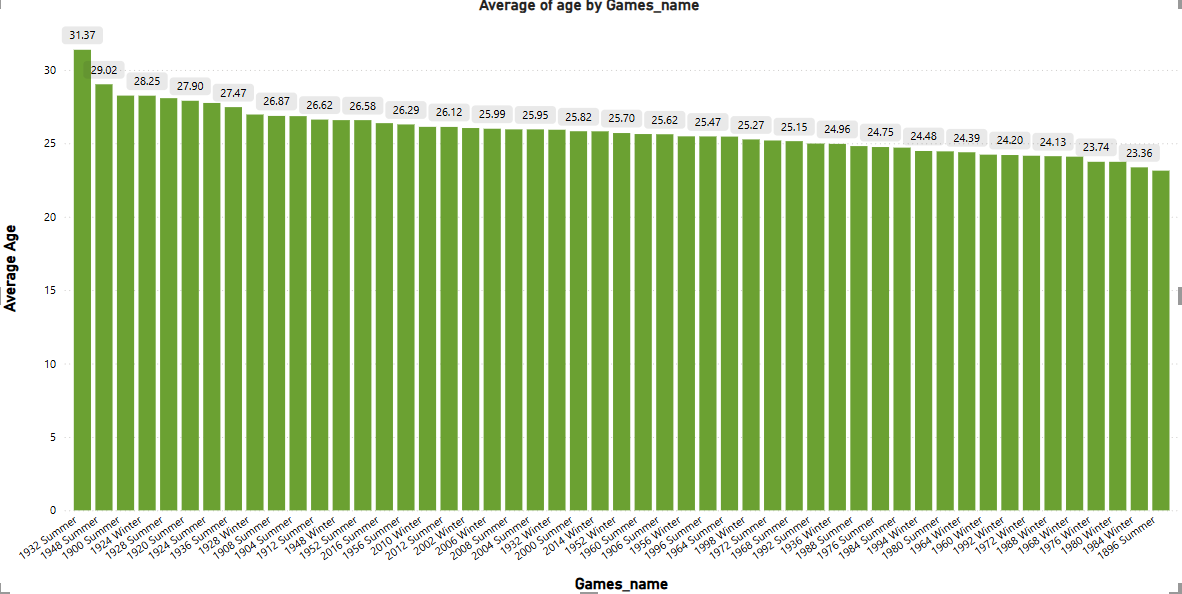 Average of age by Games_name
31.37
29.02
28.25
27.90
27.47
26.87
26.62
26.58
26.29
26.12
25.99
25.95
25.82
25.70
25.62
25.47
25.27
25.15
24.96
24.75
24.48
24.39
24.20
24.13
23.74
23.36
30
25
20
15
10
5
0
Average Age
1932 Summer
1948 Summer
1900 Summer
1924 Winter
1928 Summer
1920 Summer
1924 Summer
1936 Summer
1928 Winter
1908 Summer
1904 Summer
1912 Summer
1948 Winter
1952 Summer
2016 Summer
1956 Summer
2010 Winter
2012 Summer
2002 Winter
2006 Winter
2008 Summer
2004 Summer
1932 Winter
2000 Summer
2014 Winter
1952 Winter
1960 Summer
1906 Summer
1956 Winter
1996 Summer
1964 Summer
1998 Winter
1972 Summer
1968 Summer
1992 Summer
1936 Winter
1988 Summer
1976 Summer
1984 Summer
1994 Winter
1980 Summer
1964 Winter
1960 Winter
1992 Winter
1972 Winter
1988 Winter
1968 Winter
1976 Winter
1980 Winter
1984 Winter
1896 Summer
Games_name